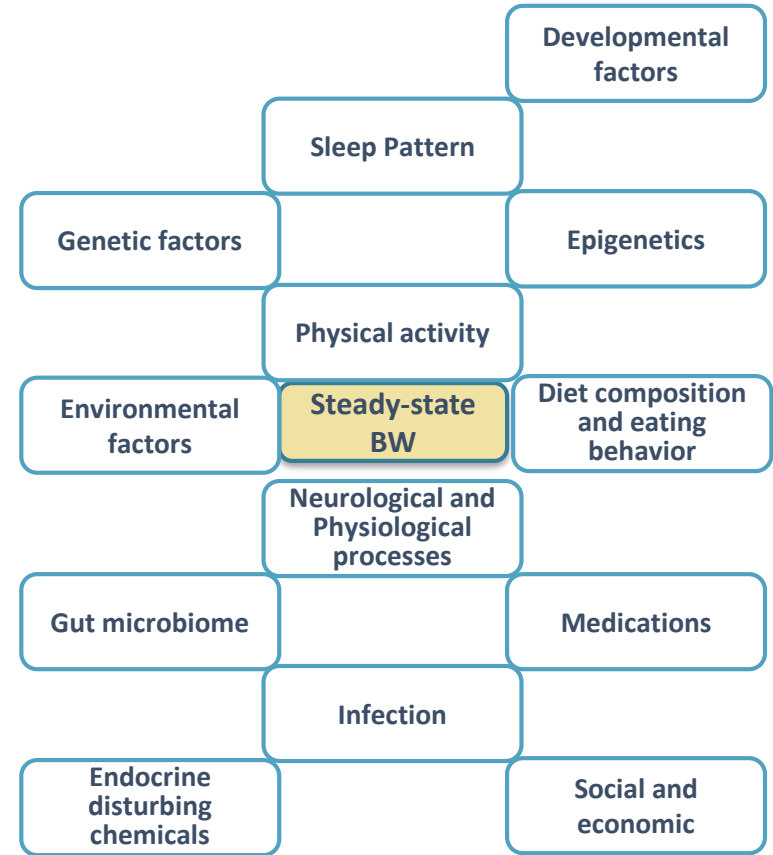 Developmental
factors
Sleep Pattern
Genetic factors
Epigenetics
Physical activity
Environmental
factors
Steady-state
BW
Diet composition
and eating
behavior
Neurological and
Physiological
processes
Gut microbiome
Medications
Infection
Endocrine
disturbing
chemicals
Social and
economic